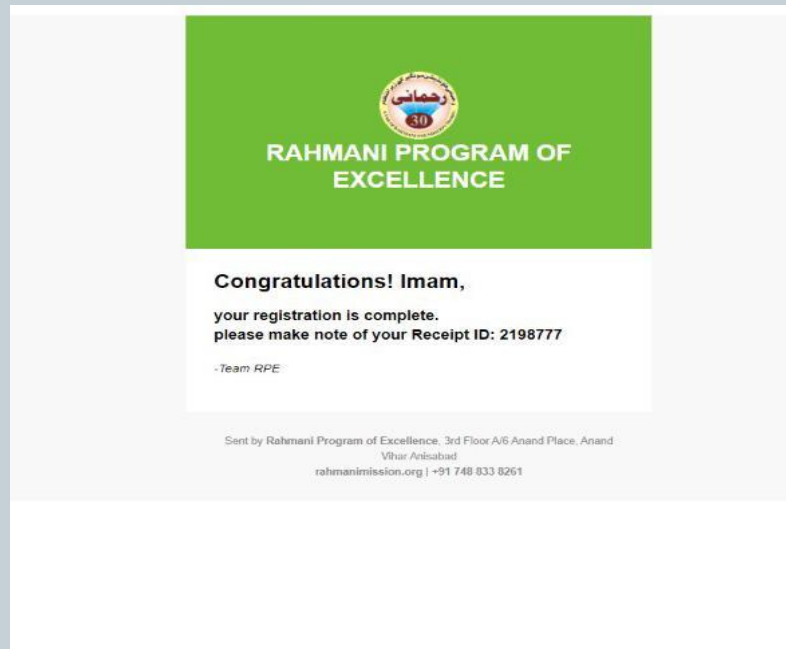 رحمانی
30
RAHMANI PROGRAM OF
EXCELLENCE
Congratulations! Imam,
your registration is complete.
please make note of your Receipt ID: 2198777
-Team RPE
Sent by Rahmani Program of Excellence, 3rd Floor A/6 Anand Place, Anand
Vihar Anisabad
rahmanimission.org | +91 748 833 8261